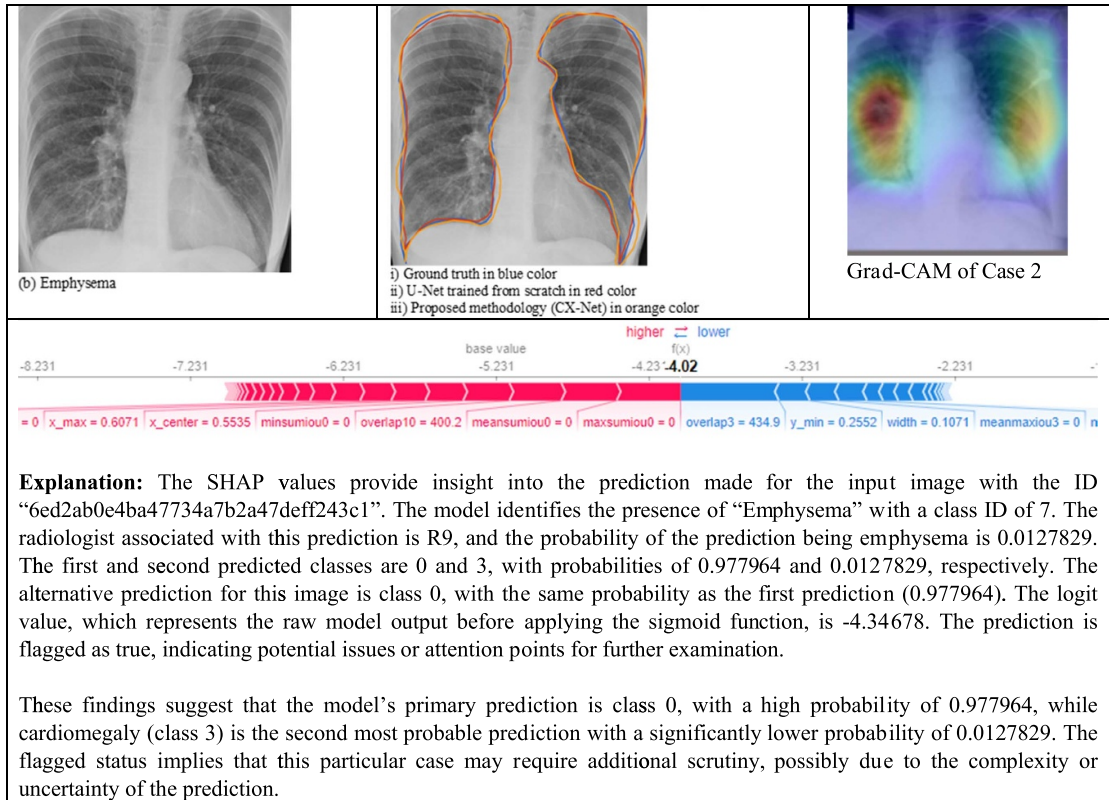 (b) Emphysema
i) Ground truth in blue color
ii) U-Net trained from scratch in red color
iii) Proposed methodology (CX-Net) in orange color
Grad-CAM of Case 2
higher ⇄ lower
base value f(x)
-8.231 -7.231 -6.231 -5.231 -4.231 -4.02 -3.231 -2.231
= 0 x_max = 0.6071 x_center = 0.5535 minsumiou0 = 0 overlap10 = 400.2 meansumiou0 = 0 maxsumiou0 = 0 overlap3 = 434.9 y_min = 0.2552 width = 0.1071 meanmaxiou3 = 0
Explanation: The SHAP values provide insight into the prediction made for the input image with the ID
“6ed2ab0e4ba47734a7b2a47deff243c1”. The model identifies the presence of “Emphysema” with a class ID of 7. The
radiologist associated with this prediction is R9, and the probability of the prediction being emphysema is 0.0127829.
The first and second predicted classes are 0 and 3, with probabilities of 0.977964 and 0.0127829, respectively. The
alternative prediction for this image is class 0, with the same probability as the first prediction (0.977964). The logit
value, which represents the raw model output before applying the sigmoid function, is -4.34678. The prediction is
flagged as true, indicating potential issues or attention points for further examination.
These findings suggest that the model’s primary prediction is class 0, with a high probability of 0.977964, while
cardiomegaly (class 3) is the second most probable prediction with a significantly lower probability of 0.0127829. The
flagged status implies that this particular case may require additional scrutiny, possibly due to the complexity or
uncertainty of the prediction.